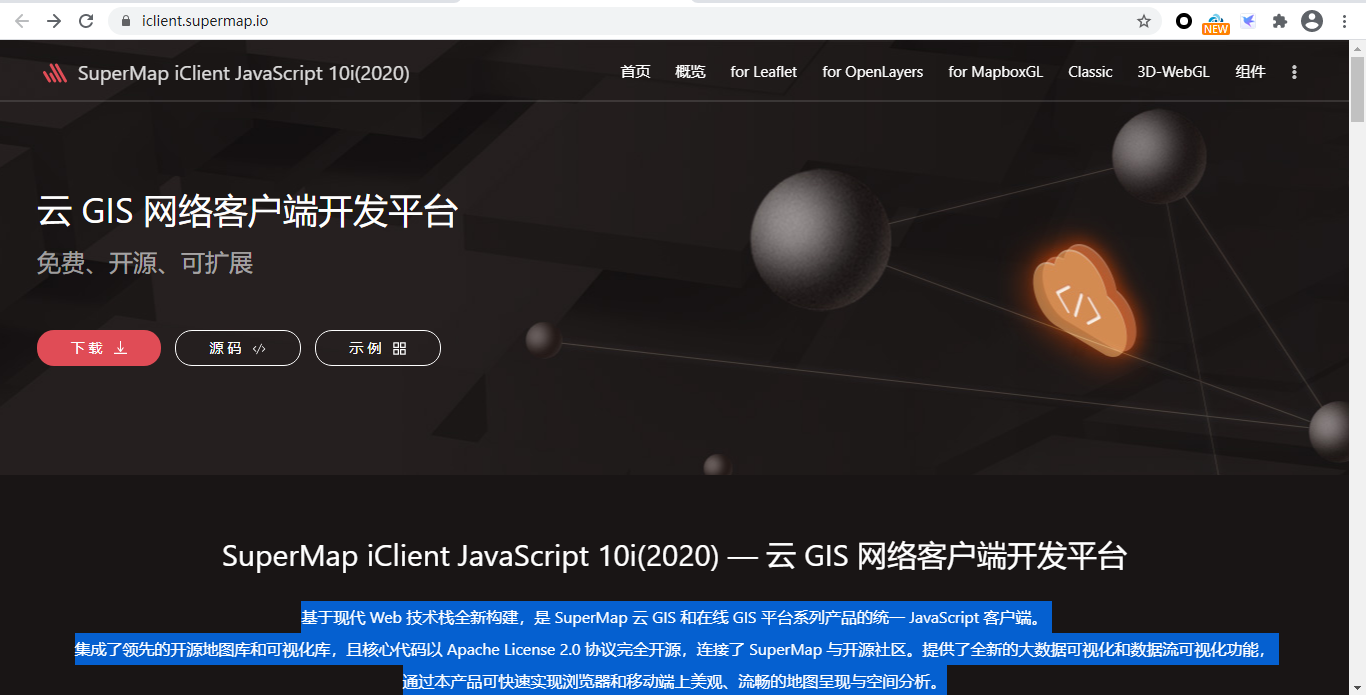 iclient.supermap.io
NEW
SuperMap iClient JavaScript 10i(2020)
首页 概览 for Leaflet for OpenLayers for MapboxGL Classic 3D-WebGL 组件
云 GIS 网络客户端开发平台
免费、开源、可扩展
下载 源码 </> 示例
</>
SuperMap iClient JavaScript 10i(2020) — 云 GIS 网络客户端开发平台
基于现代 Web 技术栈全新构建，是 SuperMap 云 GIS 和在线 GIS 平台系列产品的统一 JavaScript 客户端。
集成了领先的开源地图库和可视化库，且核心代码以 Apache License 2.0 协议完全开源，连接了 SuperMap 与开源社区。提供了全新的大数据可视化和数据流可视化功能，
通过本产品可快速实现浏览器和移动端上美观、流畅的地图呈现与空间分析。